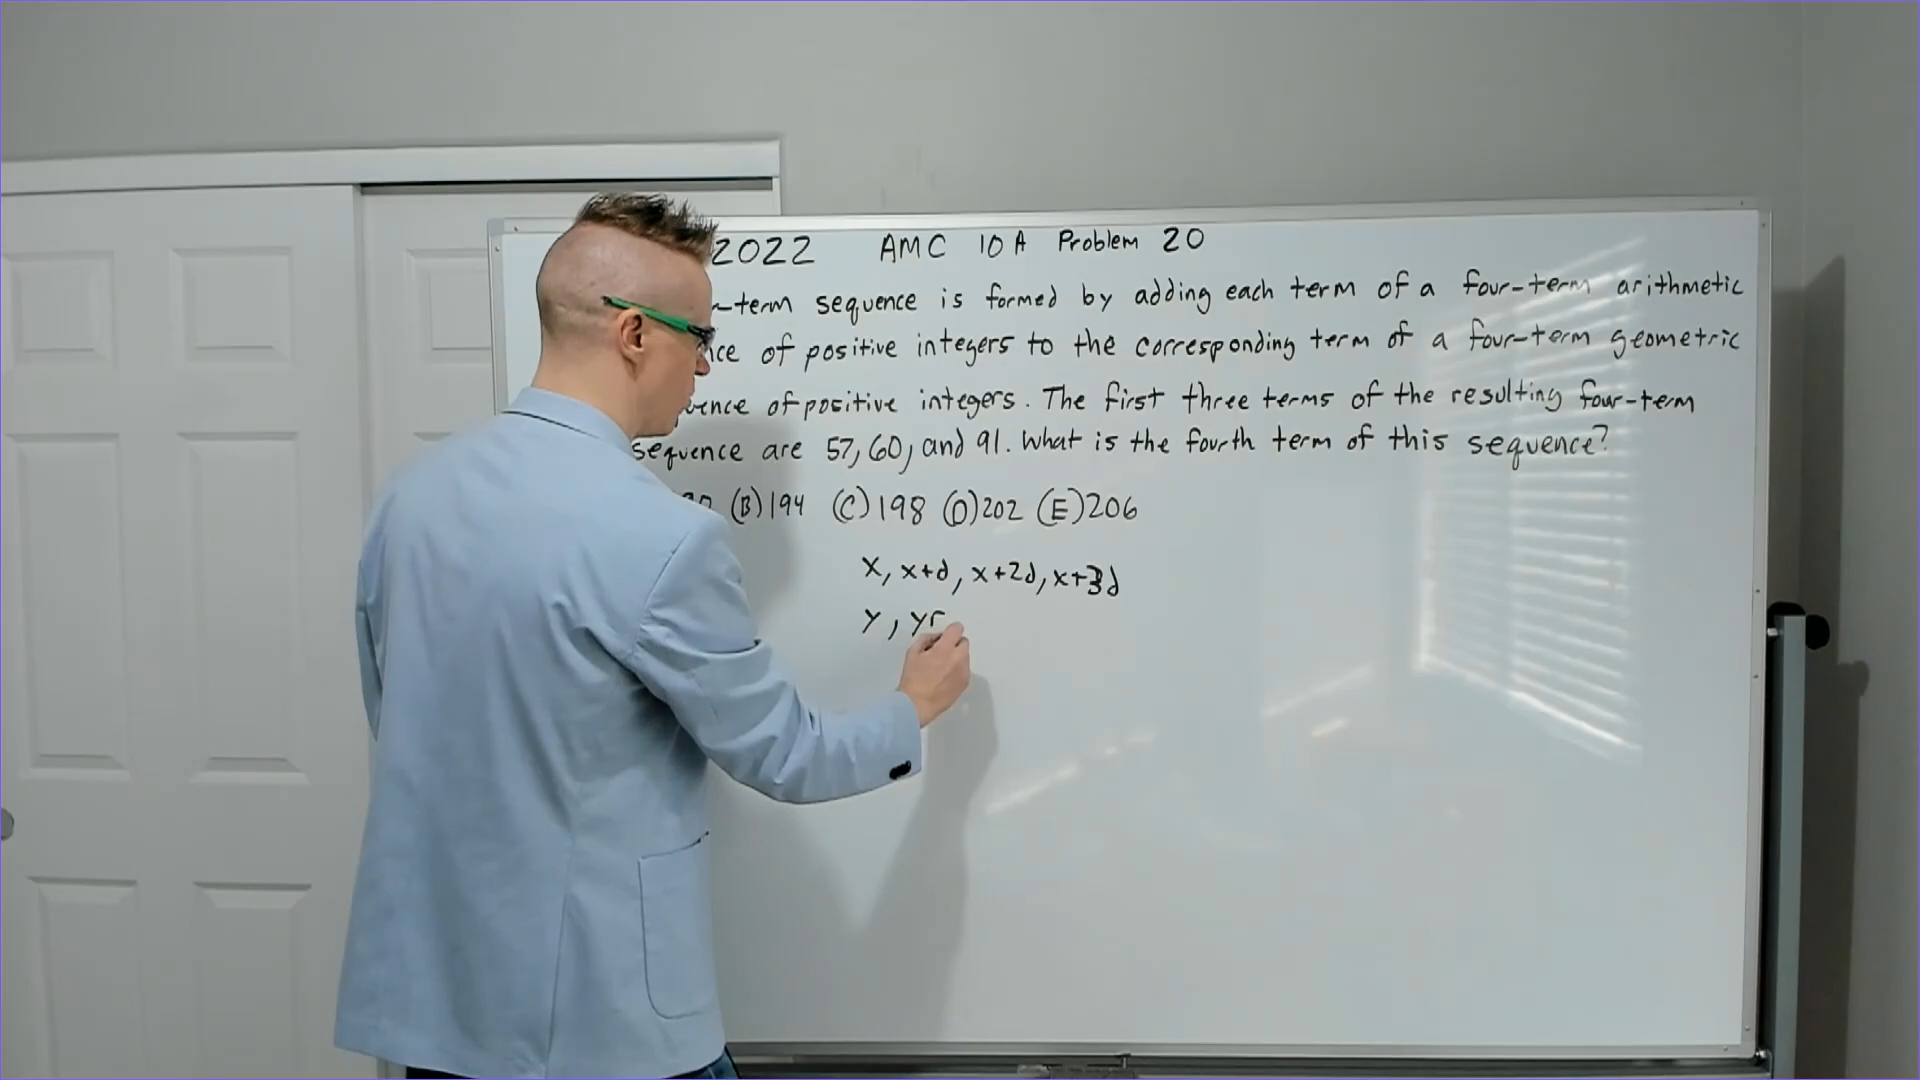 2022 AMC 10A Problem 20
-term sequence is formed by adding each term of a four-term arithmetic
nce of positive integers to the corresponding term of a four-term geometric
uence of positive integers. The first three terms of the resulting four-term
sequence are 57, 60, and 91. What is the fourth term of this sequence?
(B) 194 (C) 198 (D) 202 (E) 206
x, x+d, x+2d, x+3d
y, yr